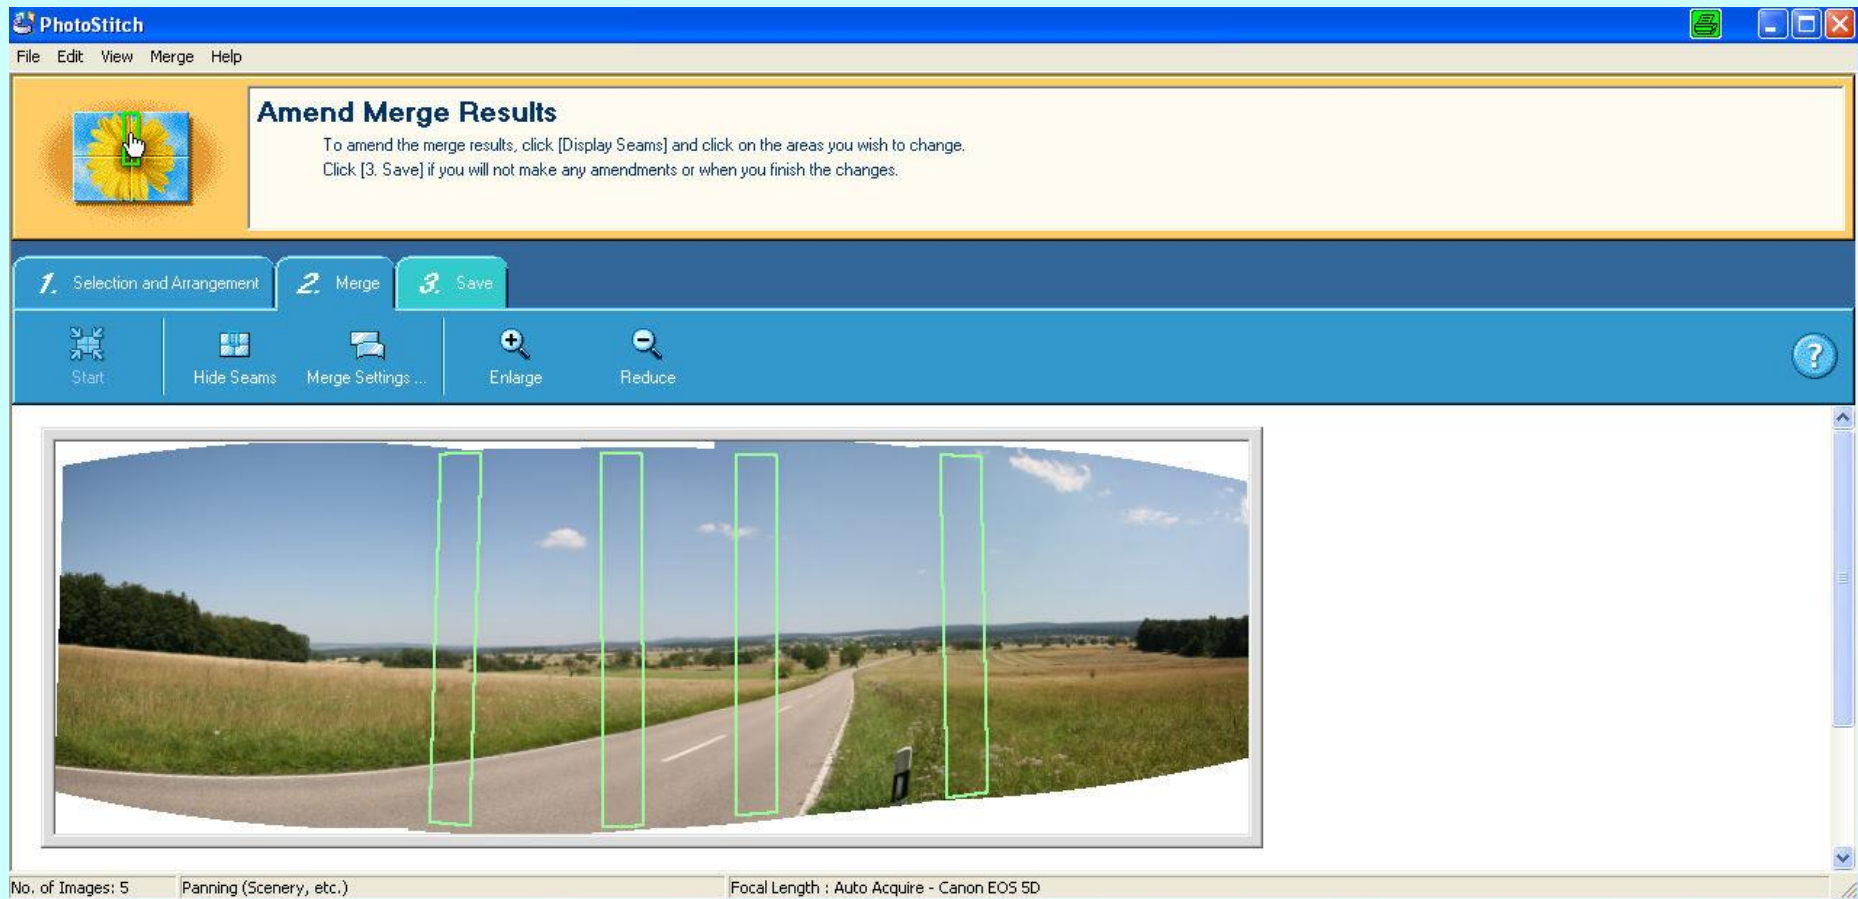 PhotoStitch
File Edit View Merge Help
Amend Merge Results
To amend the merge results, click [Display Seams] and click on the areas you wish to change.
Click [3. Save] if you will not make any amendments or when you finish the changes.
1. Selection and Arrangement 2. Merge 3. Save
Start Hide Seams Merge Settings ... Enlarge Reduce ?
No. of Images: 5 Panning (Scenery, etc.) Focal Length : Auto Acquire - Canon EOS 5D